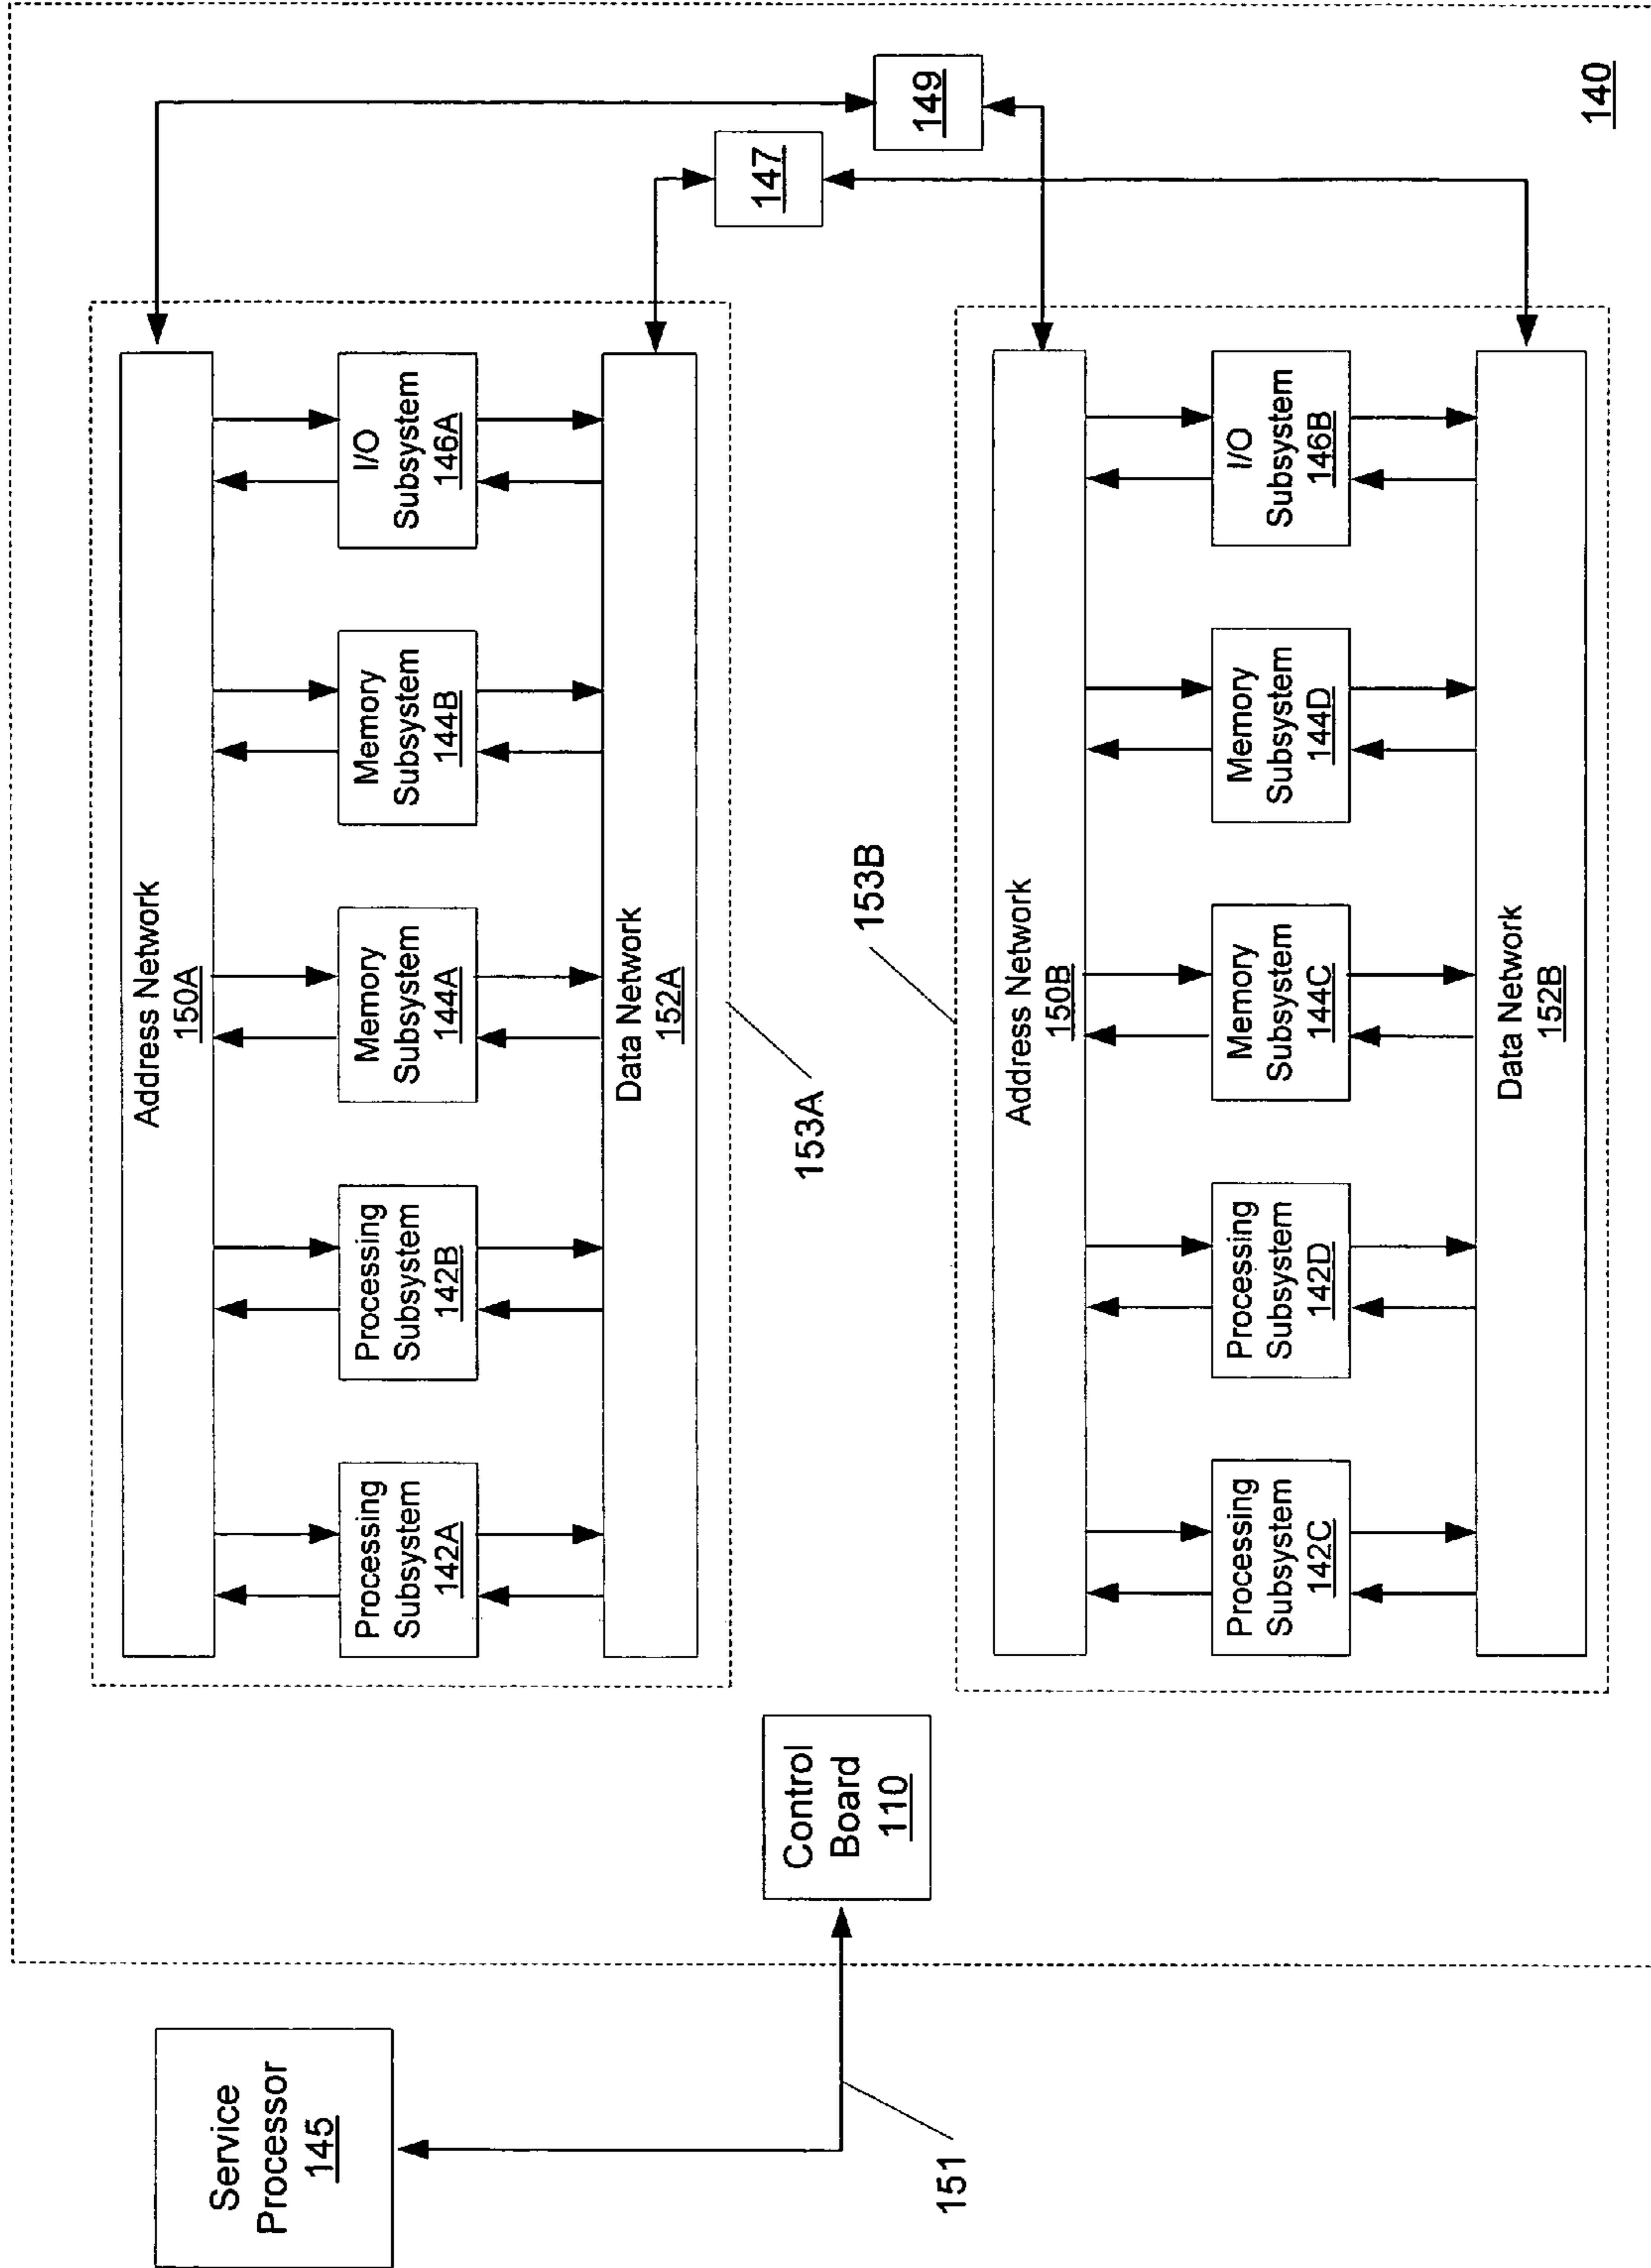 Service
Processor
145
151
Control
Board
110
Address Network
150A
Processing
Subsystem
142A
Processing
Subsystem
142B
Memory
Subsystem
144A
Memory
Subsystem
144B
I/O
Subsystem
146A
Data Network
152A
153A
153B
Address Network
150B
Processing
Subsystem
142C
Processing
Subsystem
142D
Memory
Subsystem
144C
Memory
Subsystem
144D
I/O
Subsystem
146B
Data Network
152B
147
149
140